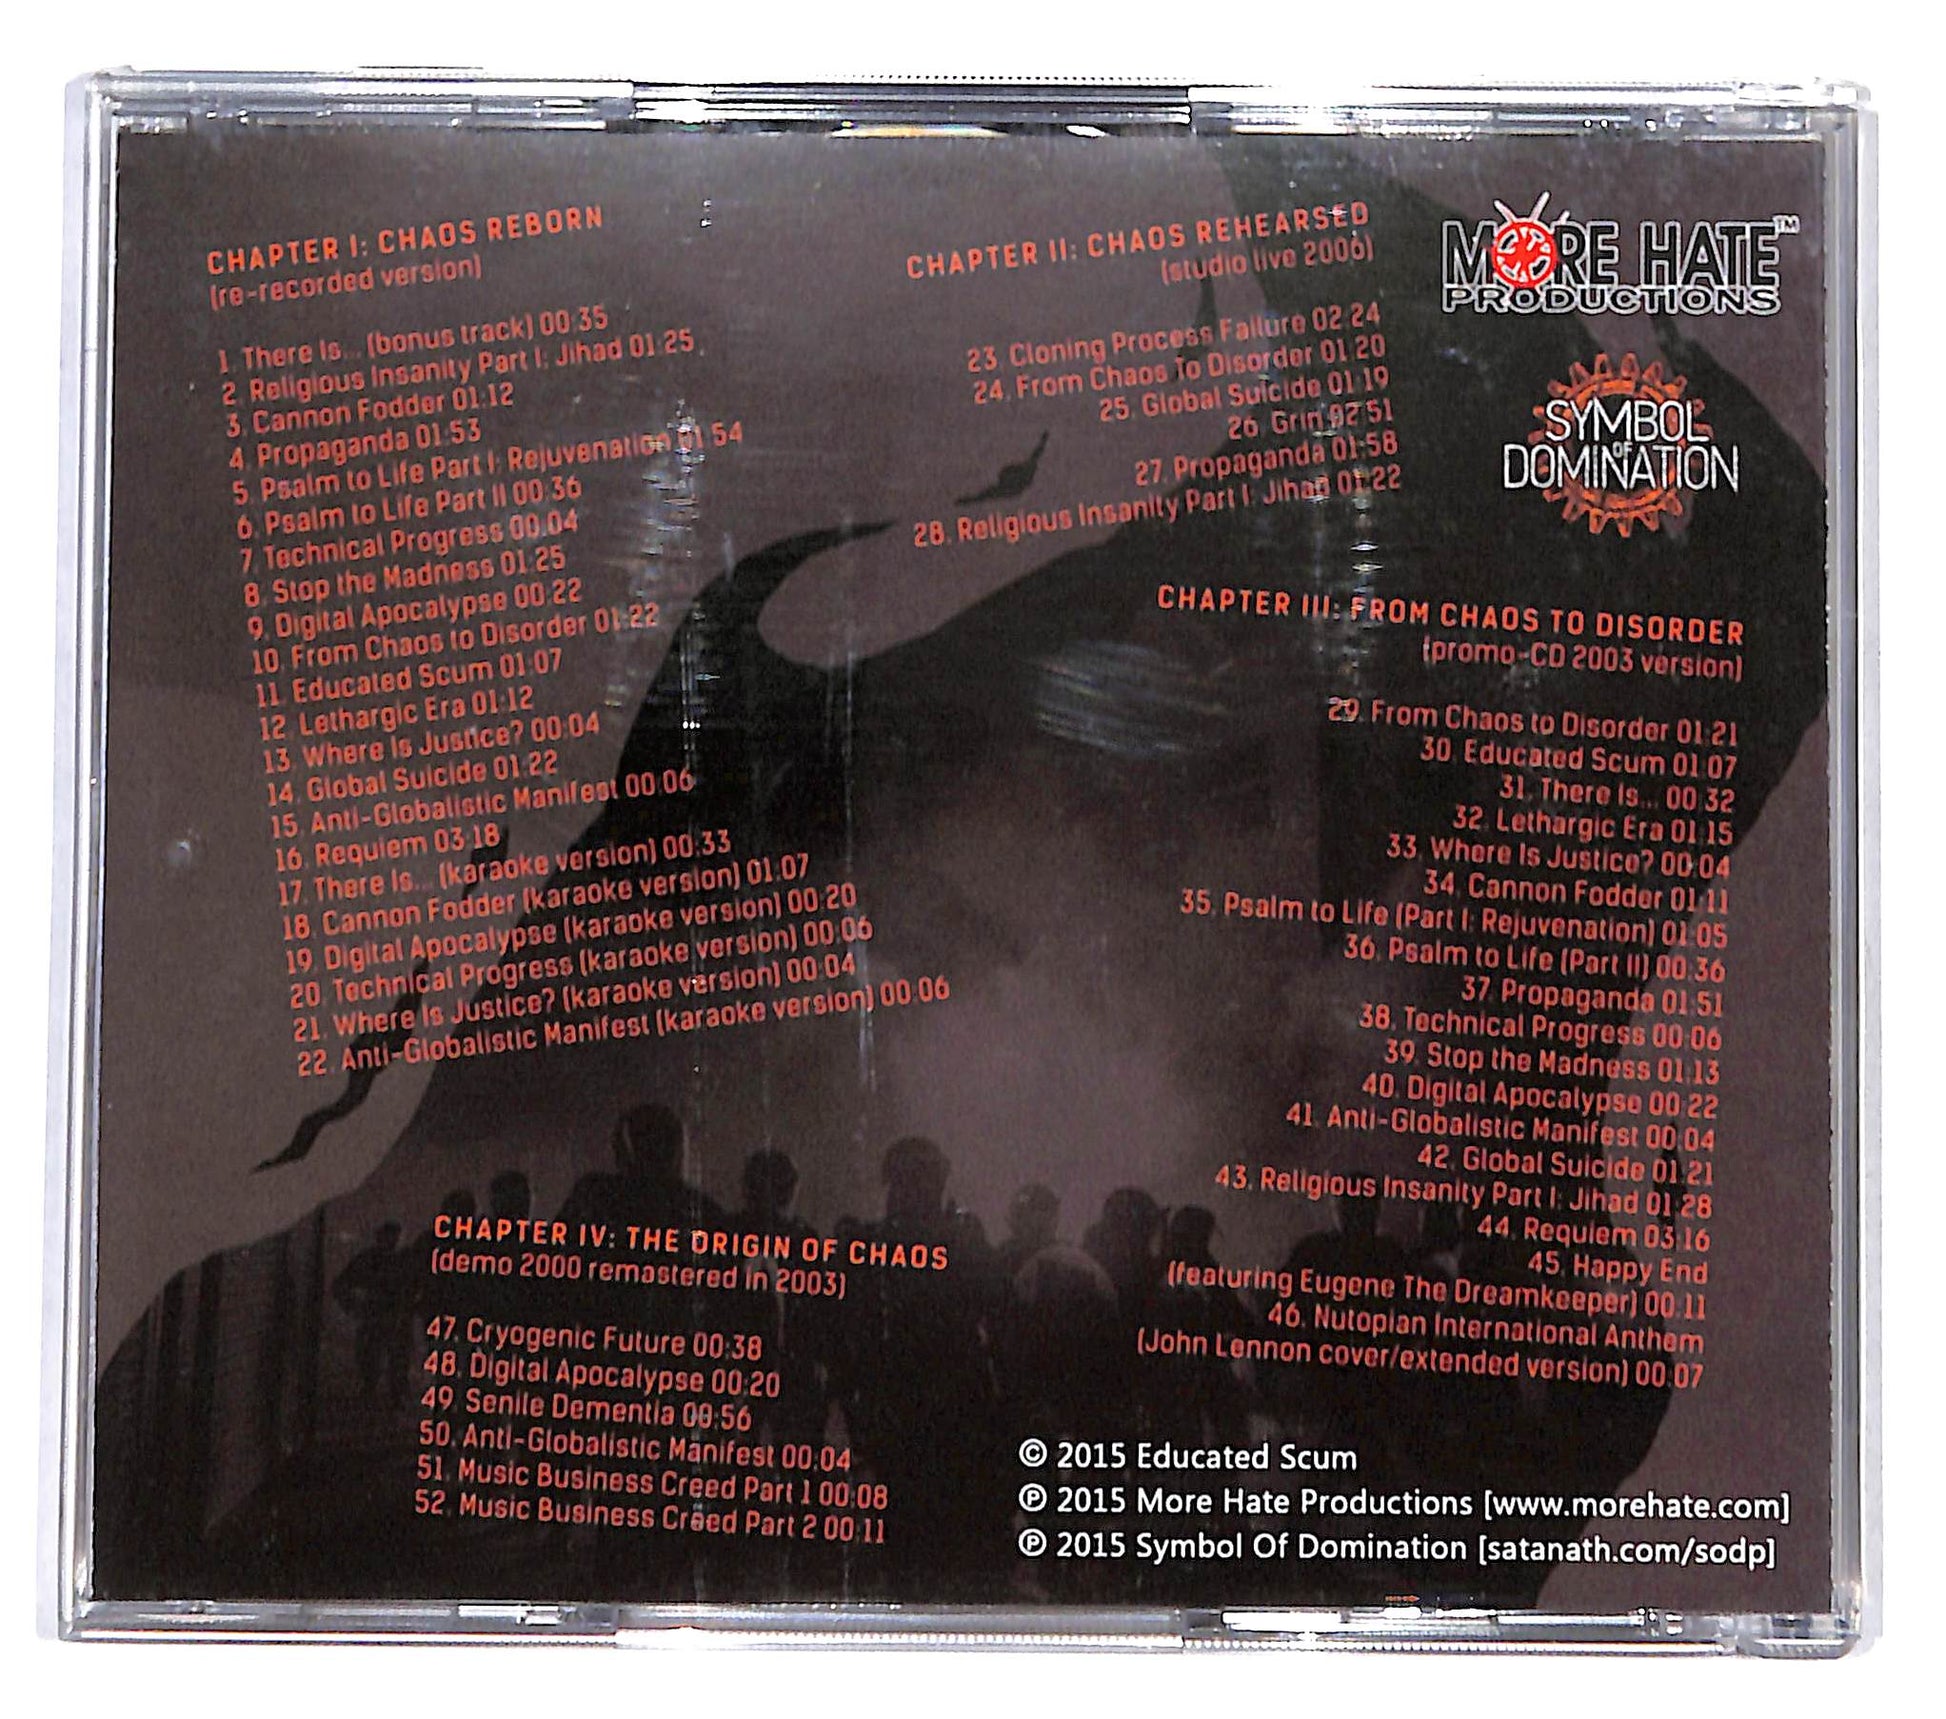 CHAPTER I: CHAOS REBORN
(re-recorded version)
1. There Is... (bonus track) 00:35
2. Religious Insanity Part I: Jihad 01:25
3. Cannon Fodder 01:12
4. Propaganda 01:53
5. Psalm to Life Part I: Rejuvenation 01:54
6. Psalm to Life Part II 00:36
7. Technical Progress 00:04
8. Stop the Madness 01:25
9. Digital Apocalypse 00:22
10. From Chaos to Disorder 01:22
11. Educated Scum 01:07
12. Lethargic Era 01:12
13. Where Is Justice? 00:04
14. Global Suicide 01:22
15. Anti-Globalistic Manifest 00:06
16. Requiem 03:18
17. There Is... (karaoke version) 00:33
18. Cannon Fodder (karaoke version) 01:07
19. Digital Apocalypse (karaoke version) 00:20
20. Technical Progress (karaoke version) 00:06
21. Where Is Justice? (karaoke version) 00:04
22. Anti-Globalistic Manifest (karaoke version) 00:06
CHAPTER II: CHAOS REHEARSED
(studio live 2006)
23. Cloning Process Failure 02:24
24. From Chaos To Disorder 01:20
25. Global Suicide 01:19
26. Grin 02:51
27. Propaganda 01:58
28. Religious Insanity Part I: Jihad 01:22
MORE HATE™
PRODUCTIONS
SYMBOL
OF
DOMINATION
CHAPTER III: FROM CHAOS TO DISORDER
(promo-CD 2003 version)
29. From Chaos to Disorder 01:21
30. Educated Scum 01:07
31. There Is... 00:32
32. Lethargic Era 01:15
33. Where Is Justice? 00:04
34. Cannon Fodder 01:11
35. Psalm to Life (Part I: Rejuvenation) 01:05
36. Psalm to Life (Part II) 00:36
37. Propaganda 01:51
38. Technical Progress 00:06
39. Stop the Madness 01:13
40. Digital Apocalypse 00:22
41. Anti-Globalistic Manifest 00:04
42. Global Suicide 01:21
43. Religious Insanity Part I: Jihad 01:28
44. Requiem 03:16
45. Happy End
(featuring Eugene The Dreamkeeper) 00:11
46. Nutopian International Anthem
(John Lennon cover/extended version) 00:07
CHAPTER IV: THE ORIGIN OF CHAOS
(demo 2000 remastered in 2003)
47. Cryogenic Future 00:38
48. Digital Apocalypse 00:20
49. Senile Dementia 00:56
50. Anti-Globalistic Manifest 00:04
51. Music Business Creed Part 1 00:08
52. Music Business Creed Part 2 00:11
© 2015 Educated Scum
℗ 2015 More Hate Productions [www.morehate.com]
℗ 2015 Symbol Of Domination [satanath.com/sodp]